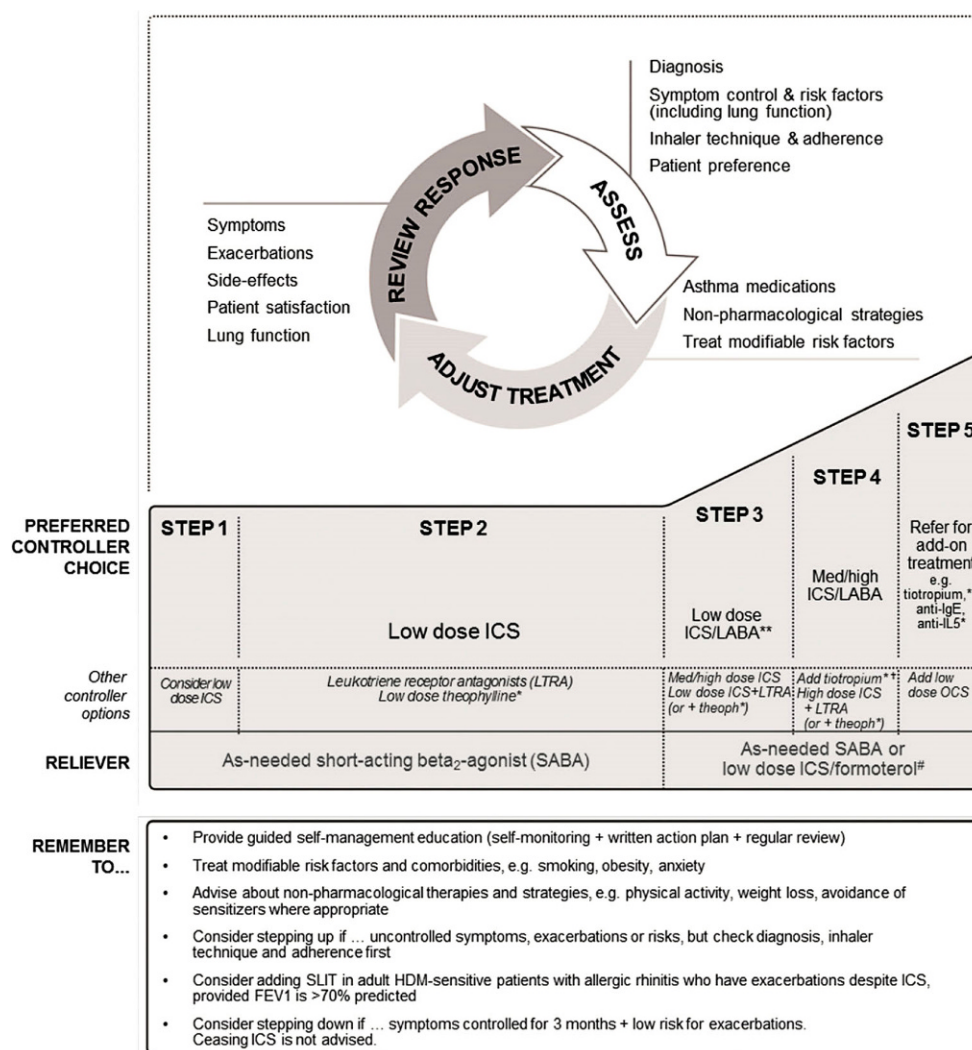 Diagnosis
Symptom control & risk factors
(including lung function)
Inhaler technique & adherence
Patient preference
REVIEW RESPONSE
ASSESS
ADJUST TREATMENT
Symptoms
Exacerbations
Side-effects
Patient satisfaction
Lung function
Asthma medications
Non-pharmacological strategies
Treat modifiable risk factors
PREFERRED
CONTROLLER
CHOICE
STEP 1
STEP 2
STEP 3
STEP 4
STEP 5
Low dose ICS
Low dose
ICS/LABA**
Med/high
ICS/LABA
Refer for
add-on
treatment
e.g.
tiotropium,*
anti-IgE,
anti-IL5*
Other
controller
options
Consider low
dose ICS
Leukotriene receptor antagonists (LTRA)
Low dose theophylline*
Med/high dose ICS
Low dose ICS+LTRA
(or + theoph*)
Add tiotropium*†
High dose ICS
+ LTRA
(or + theoph*)
Add low
dose OCS
RELIEVER
As-needed short-acting beta₂-agonist (SABA)
As-needed SABA or
low dose ICS/formoterol#
REMEMBER
TO...
• Provide guided self-management education (self-monitoring + written action plan + regular review)
• Treat modifiable risk factors and comorbidities, e.g. smoking, obesity, anxiety
• Advise about non-pharmacological therapies and strategies, e.g. physical activity, weight loss, avoidance of
sensitizers where appropriate
• Consider stepping up if … uncontrolled symptoms, exacerbations or risks, but check diagnosis, inhaler
technique and adherence first
• Consider adding SLIT in adult HDM-sensitive patients with allergic rhinitis who have exacerbations despite ICS,
provided FEV1 is >70% predicted
• Consider stepping down if … symptoms controlled for 3 months + low risk for exacerbations.
Ceasing ICS is not advised.